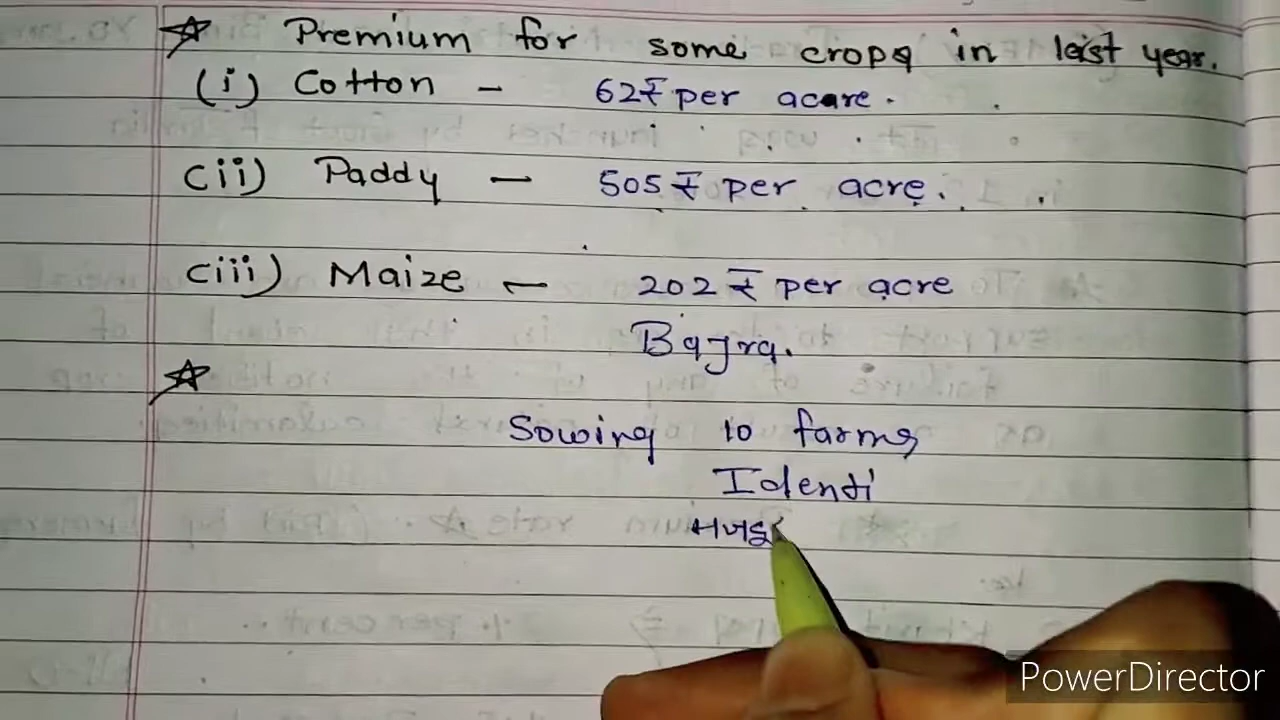 ☆ Premium for some crops in last year.
(i) Cotton - 62₹ per acare.
(ii) Paddy - 505 ₹ per acre.
(iii) Maize - 202 ₹ per acre
Bajra.
☆
Sowing 10 farms
Identi
PowerDirector